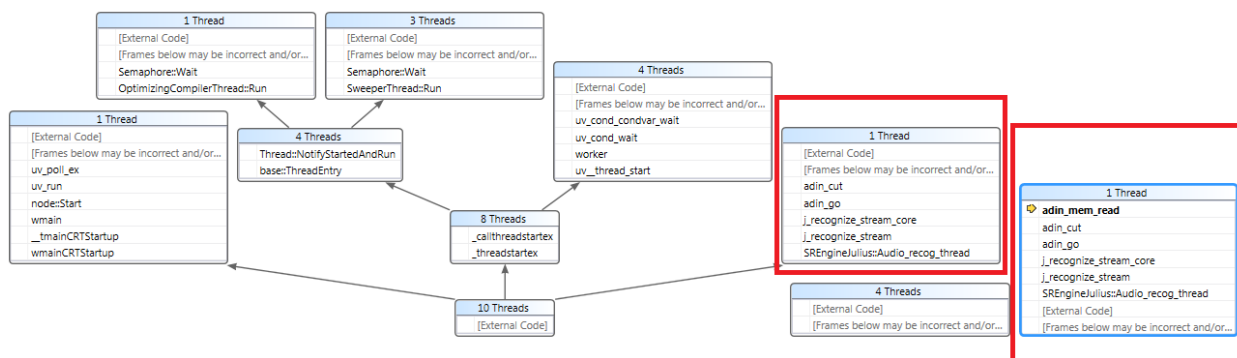 1 Thread
[External Code]
[Frames below may be incorrect and/or...
Semaphore::Wait
OptimizingCompilerThread::Run
3 Threads
[External Code]
[Frames below may be incorrect and/or...
Semaphore::Wait
SweeperThread::Run
4 Threads
[External Code]
[Frames below may be incorrect and/or...
uv_cond_condvar_wait
uv_cond_wait
worker
uv__thread_start
1 Thread
[External Code]
[Frames below may be incorrect and/or...
uv_poll_ex
uv_run
node::Start
wmain
__tmainCRTStartup
wmainCRTStartup
4 Threads
Thread::NotifyStartedAndRun
base::ThreadEntry
1 Thread
[External Code]
[Frames below may be incorrect and/or...
adin_cut
adin_go
j_recognize_stream_core
j_recognize_stream
SREngineJulius::Audio_recog_thread
1 Thread
adin_mem_read
adin_cut
adin_go
j_recognize_stream_core
j_recognize_stream
SREngineJulius::Audio_recog_thread
[External Code]
[Frames below may be incorrect and/or...
8 Threads
_callthreadstartex
_threadstartex
4 Threads
[External Code]
[Frames below may be incorrect and/or...
10 Threads
[External Code]